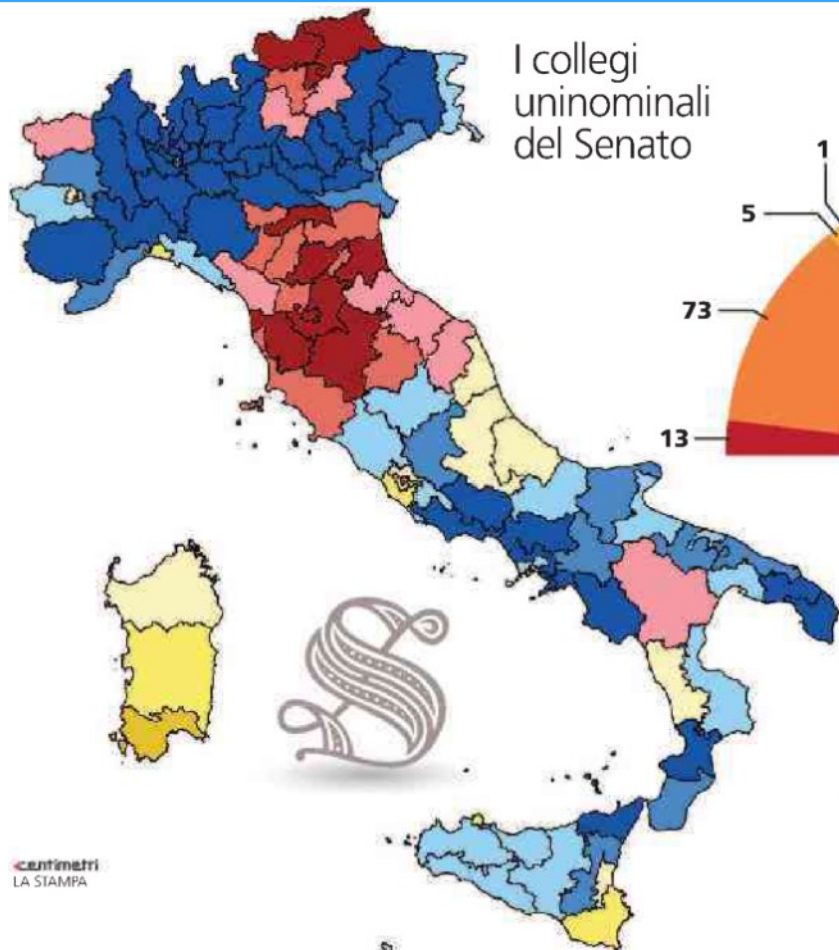 I collegi
uninominali
del Senato
1
5
73
13
centimetri
LA STAMPA